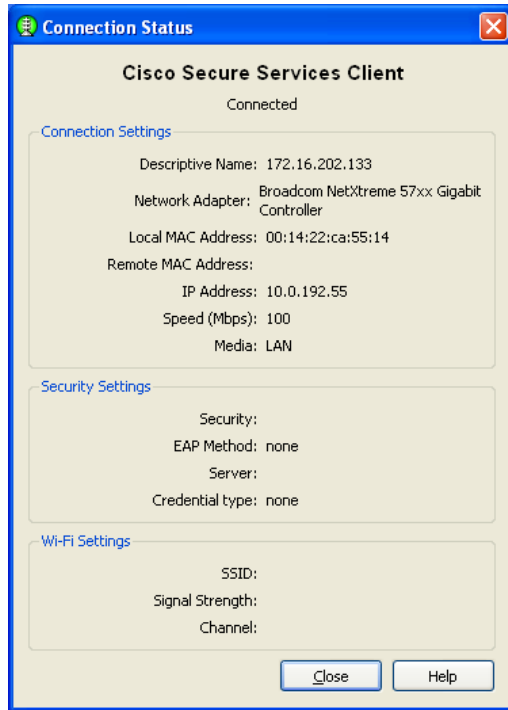 Connection Status
Cisco Secure Services Client
Connected
Connection Settings
Descriptive Name: 172.16.202.133
Network Adapter: Broadcom NetXtreme 57xx Gigabit
Controller
Local MAC Address: 00:14:22:ca:55:14
Remote MAC Address:
IP Address: 10.0.192.55
Speed (Mbps): 100
Media: LAN
Security Settings
Security:
EAP Method: none
Server:
Credential type: none
Wi-Fi Settings
SSID:
Signal Strength:
Channel:
Close Help